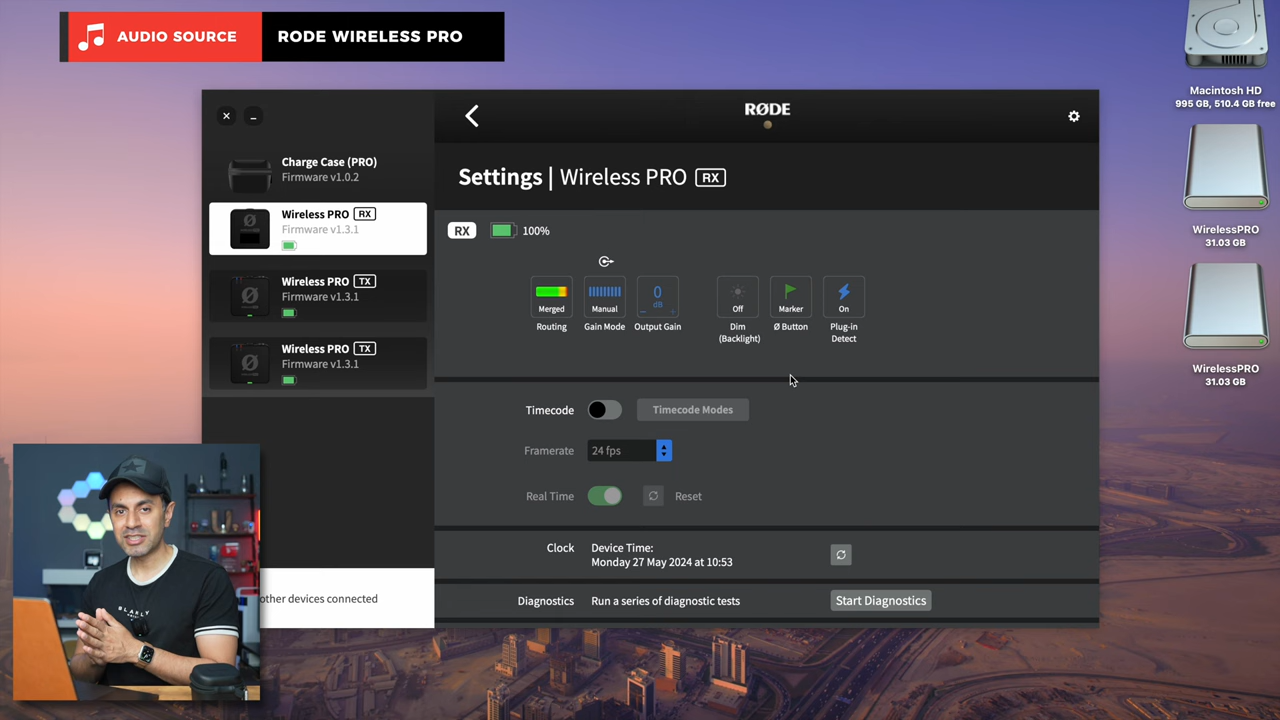 AUDIO SOURCE
RODE WIRELESS PRO
Macintosh HD
995 GB, 510.4 GB free
WirelessPRO
31.03 GB
WirelessPRO
31.03 GB
Charge Case (PRO)
Firmware v1.0.2
Wireless PRO RX
Firmware v1.3.1
Wireless PRO TX
Firmware v1.3.1
Wireless PRO TX
Firmware v1.3.1
other devices connected
RØDE
Settings | Wireless PRO RX
RX 100%
Merged
Routing
Manual
Gain Mode
0
dB
Output Gain
Off
Dim
(Backlight)
Marker
Ø Button
On
Plug-in
Detect
Timecode
Timecode Modes
Framerate
24 fps
Real Time
Reset
Clock
Device Time:
Monday 27 May 2024 at 10:53
Diagnostics
Run a series of diagnostic tests
Start Diagnostics
BLAKLY